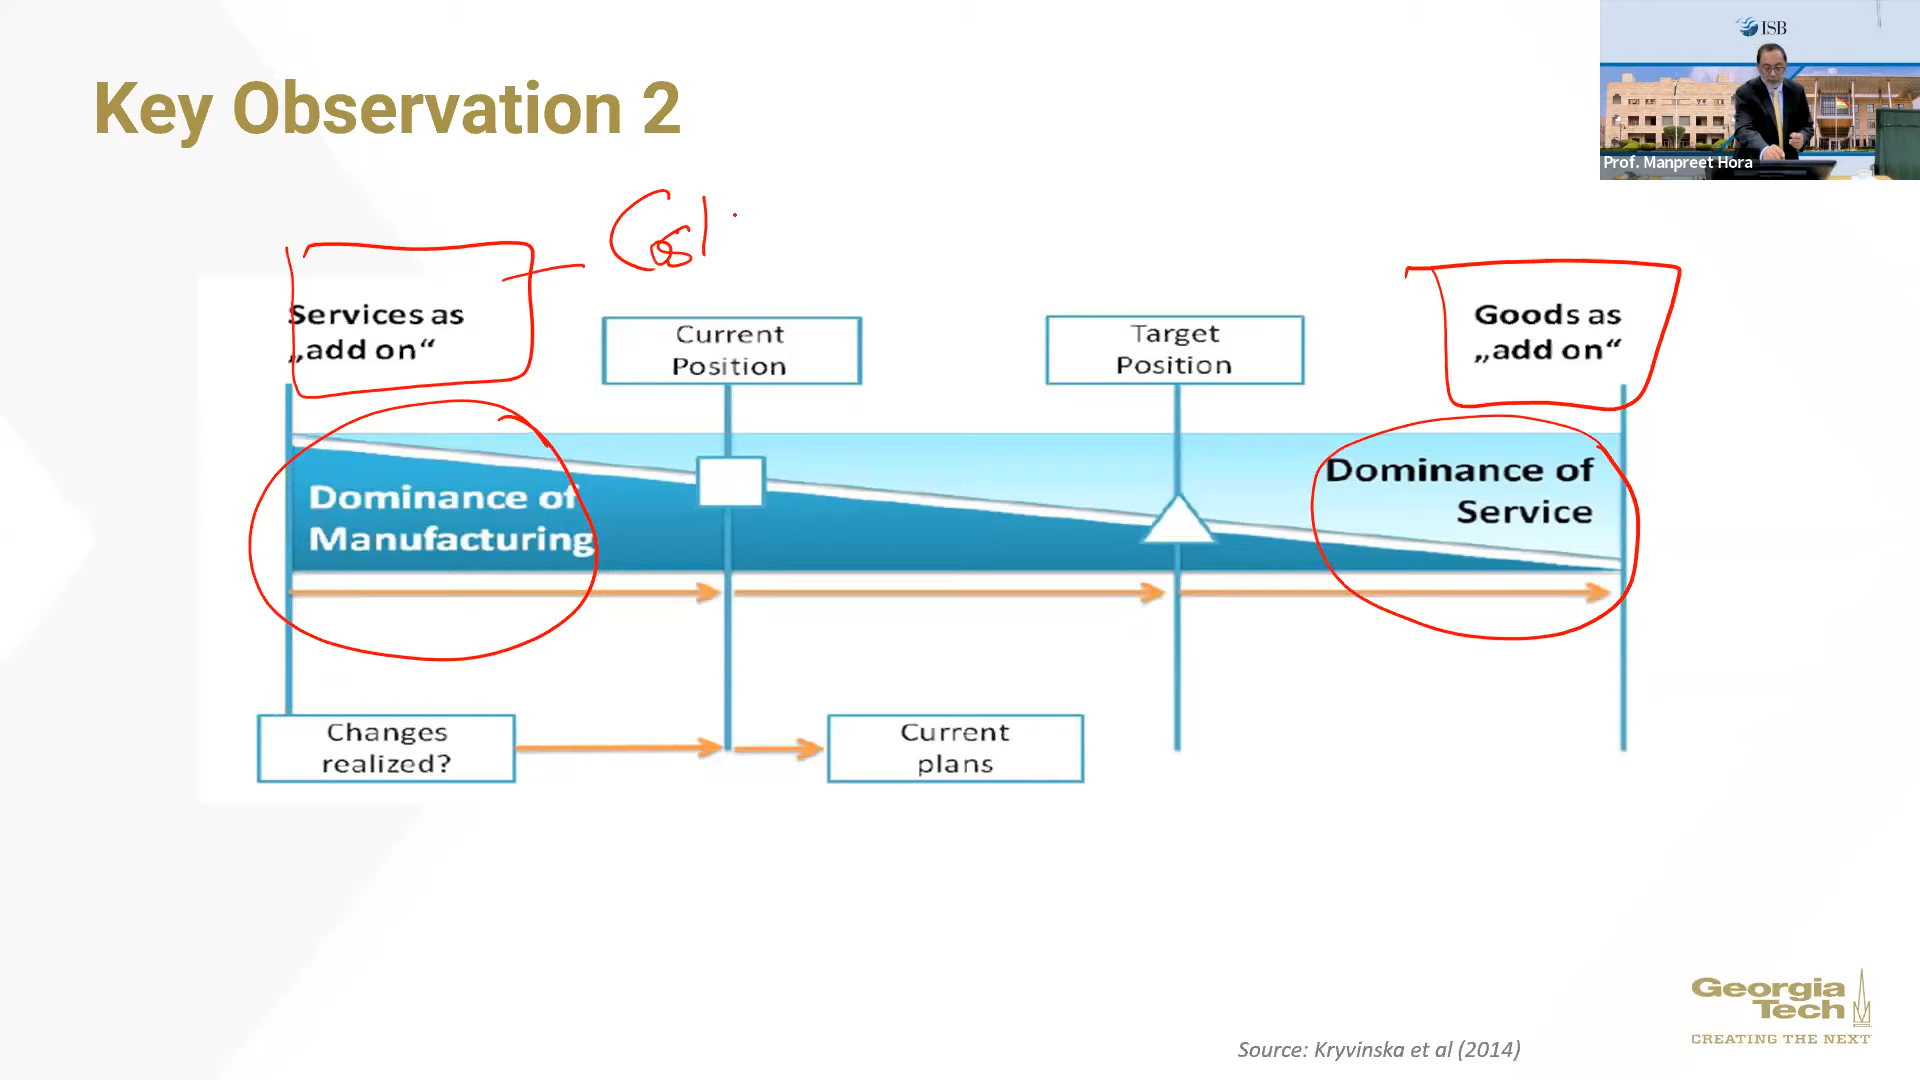 Key Observation 2
ISB
Prof. Manpreet Hora
Services as
„add on“
Current
Position
Target
Position
Goods as
„add on“
Dominance of
Manufacturing
Dominance of
Service
Changes
realized?
Current
plans
Georgia
Tech
CREATING THE NEXT
Source: Kryvinska et al (2014)